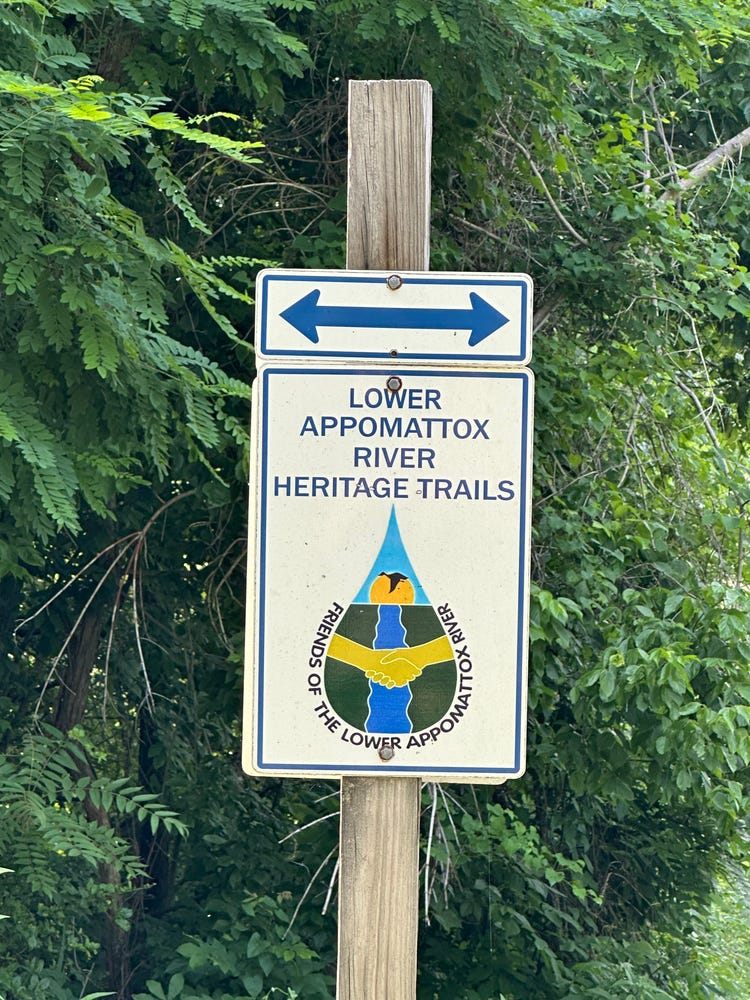 LOWER
APPOMATTOX
RIVER
HERITAGE TRAILS
FRIENDS OF THE LOWER APPOMATTOX RIVER